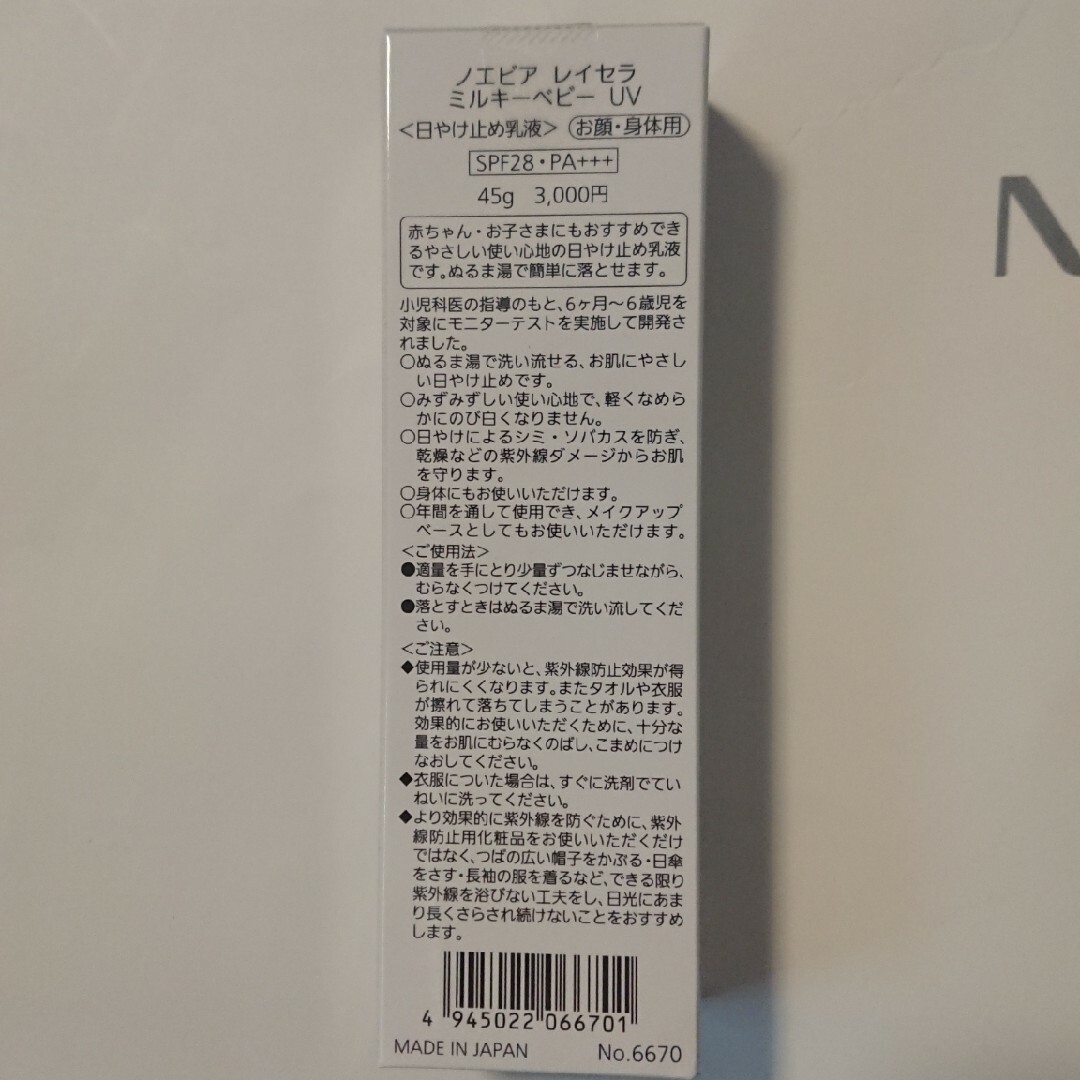 ノエビア レイセラ
ミルキーベビー UV
<日やけ止め乳液> お顔・身体用
SPF28・PA+++
45g 3,000円
赤ちゃん・お子さまにもおすすめでき
るやさしい使い心地の日やけ止め乳液
です。ぬるま湯で簡単に落とせます。
小児科医の指導のもと、6ヶ月〜6歳児を
対象にモニターテストを実施して開発さ
れました。
○ぬるま湯で洗い流せる、お肌にやさし
い日やけ止めです。
○みずみずしい使い心地で、軽くなめら
かにのび白くなりません。
○日やけによるシミ・ソバカスを防ぎ、
乾燥などの紫外線ダメージからお肌
を守ります。
○身体にもお使いいただけます。
○年間を通して使用でき、メイクアップ
ベースとしてもお使いいただけます。
<ご使用法>
●適量を手にとり少量ずつなじませながら、
むらなくつけてください。
●落とすときはぬるま湯で洗い流してくだ
さい。
<ご注意>
◆使用量が少ないと、紫外線防止効果が得
られにくくなります。またタオルや衣服
が擦れて落ちてしまうことがあります。
効果的にお使いいただくために、十分な
量をお肌にむらなくのばし、こまめにつけ
なおしてください。
◆衣服についた場合は、すぐに洗剤でてい
ねいに洗ってください。
◆より効果的に紫外線を防ぐために、紫外
線防止用化粧品をお使いいただくだけ
ではなく、つばの広い帽子をかぶる・日傘
をさす・長袖の服を着るなど、できる限り
紫外線を浴びない工夫をし、日光にあま
り長くさらされ続けないことをおすすめ
します。
4 945022 066701
MADE IN JAPAN No.6670
N